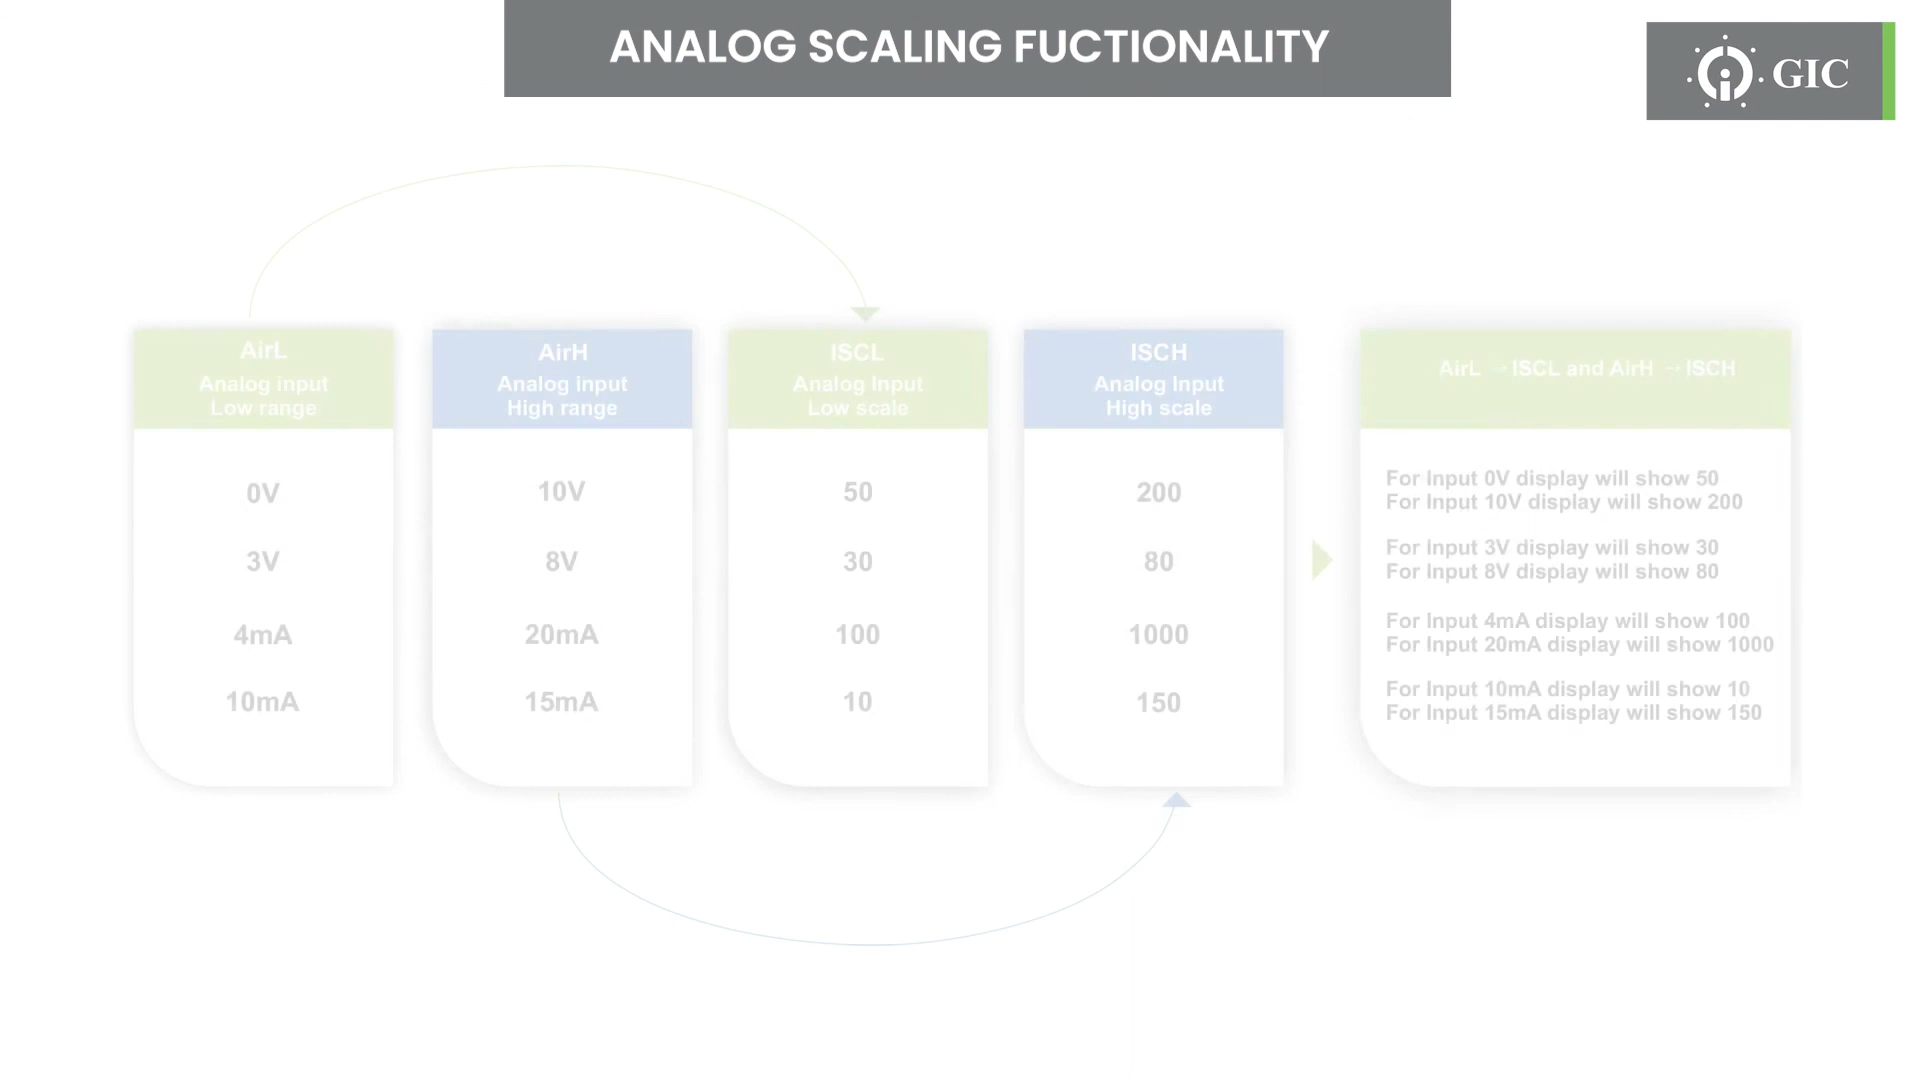 ANALOG SCALING FUCTIONALITY
GIC
AirL
Analog input
Low range
0V
3V
4mA
10mA
AirH
Analog input
High range
10V
8V
20mA
15mA
ISCL
Analog Input
Low scale
50
30
100
10
ISCH
Analog Input
High scale
200
80
1000
150
AirL → ISCL and AirH → ISCH
For Input 0V display will show 50
For Input 10V display will show 200
For Input 3V display will show 30
For Input 8V display will show 80
For Input 4mA display will show 100
For Input 20mA display will show 1000
For Input 10mA display will show 10
For Input 15mA display will show 150